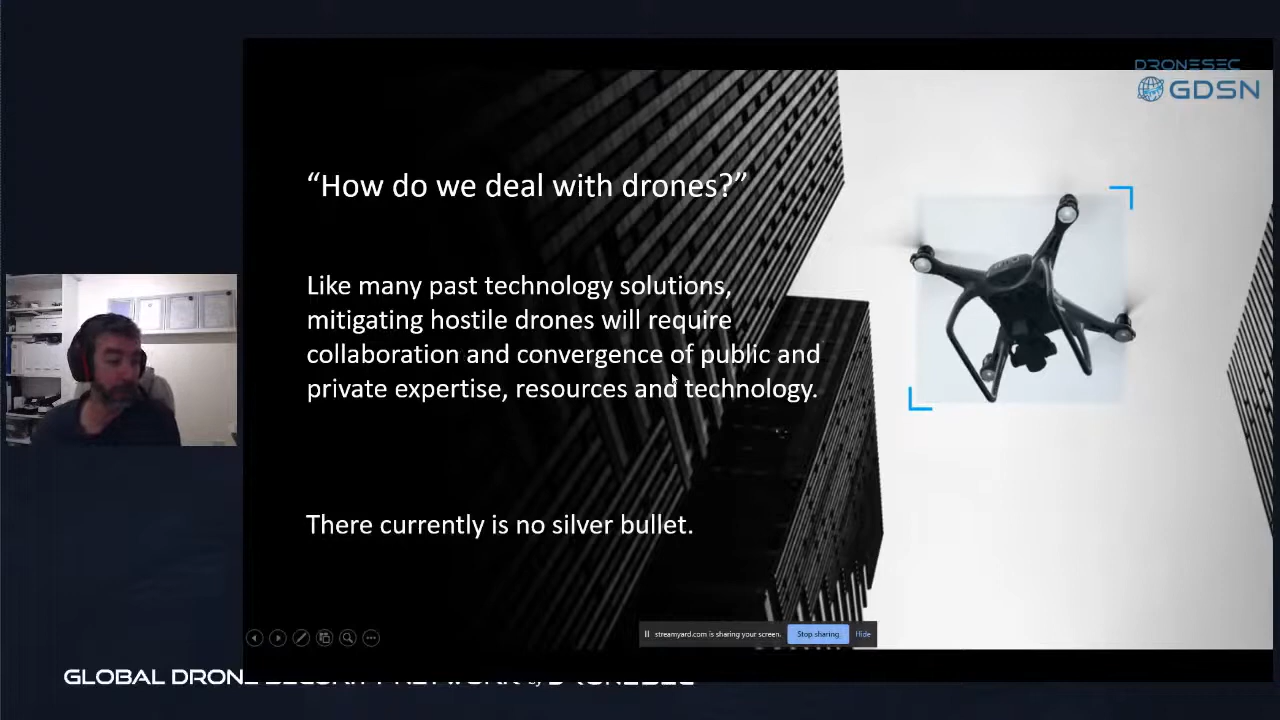 DRONESEC
GDSN
“How do we deal with drones?”
Like many past technology solutions,
mitigating hostile drones will require
collaboration and convergence of public and
private expertise, resources and technology.
There currently is no silver bullet.
streamyard.com is sharing your screen.
Stop sharing
Hide
GLOBAL DRONE SECURITY NETWORK by DRONESEC